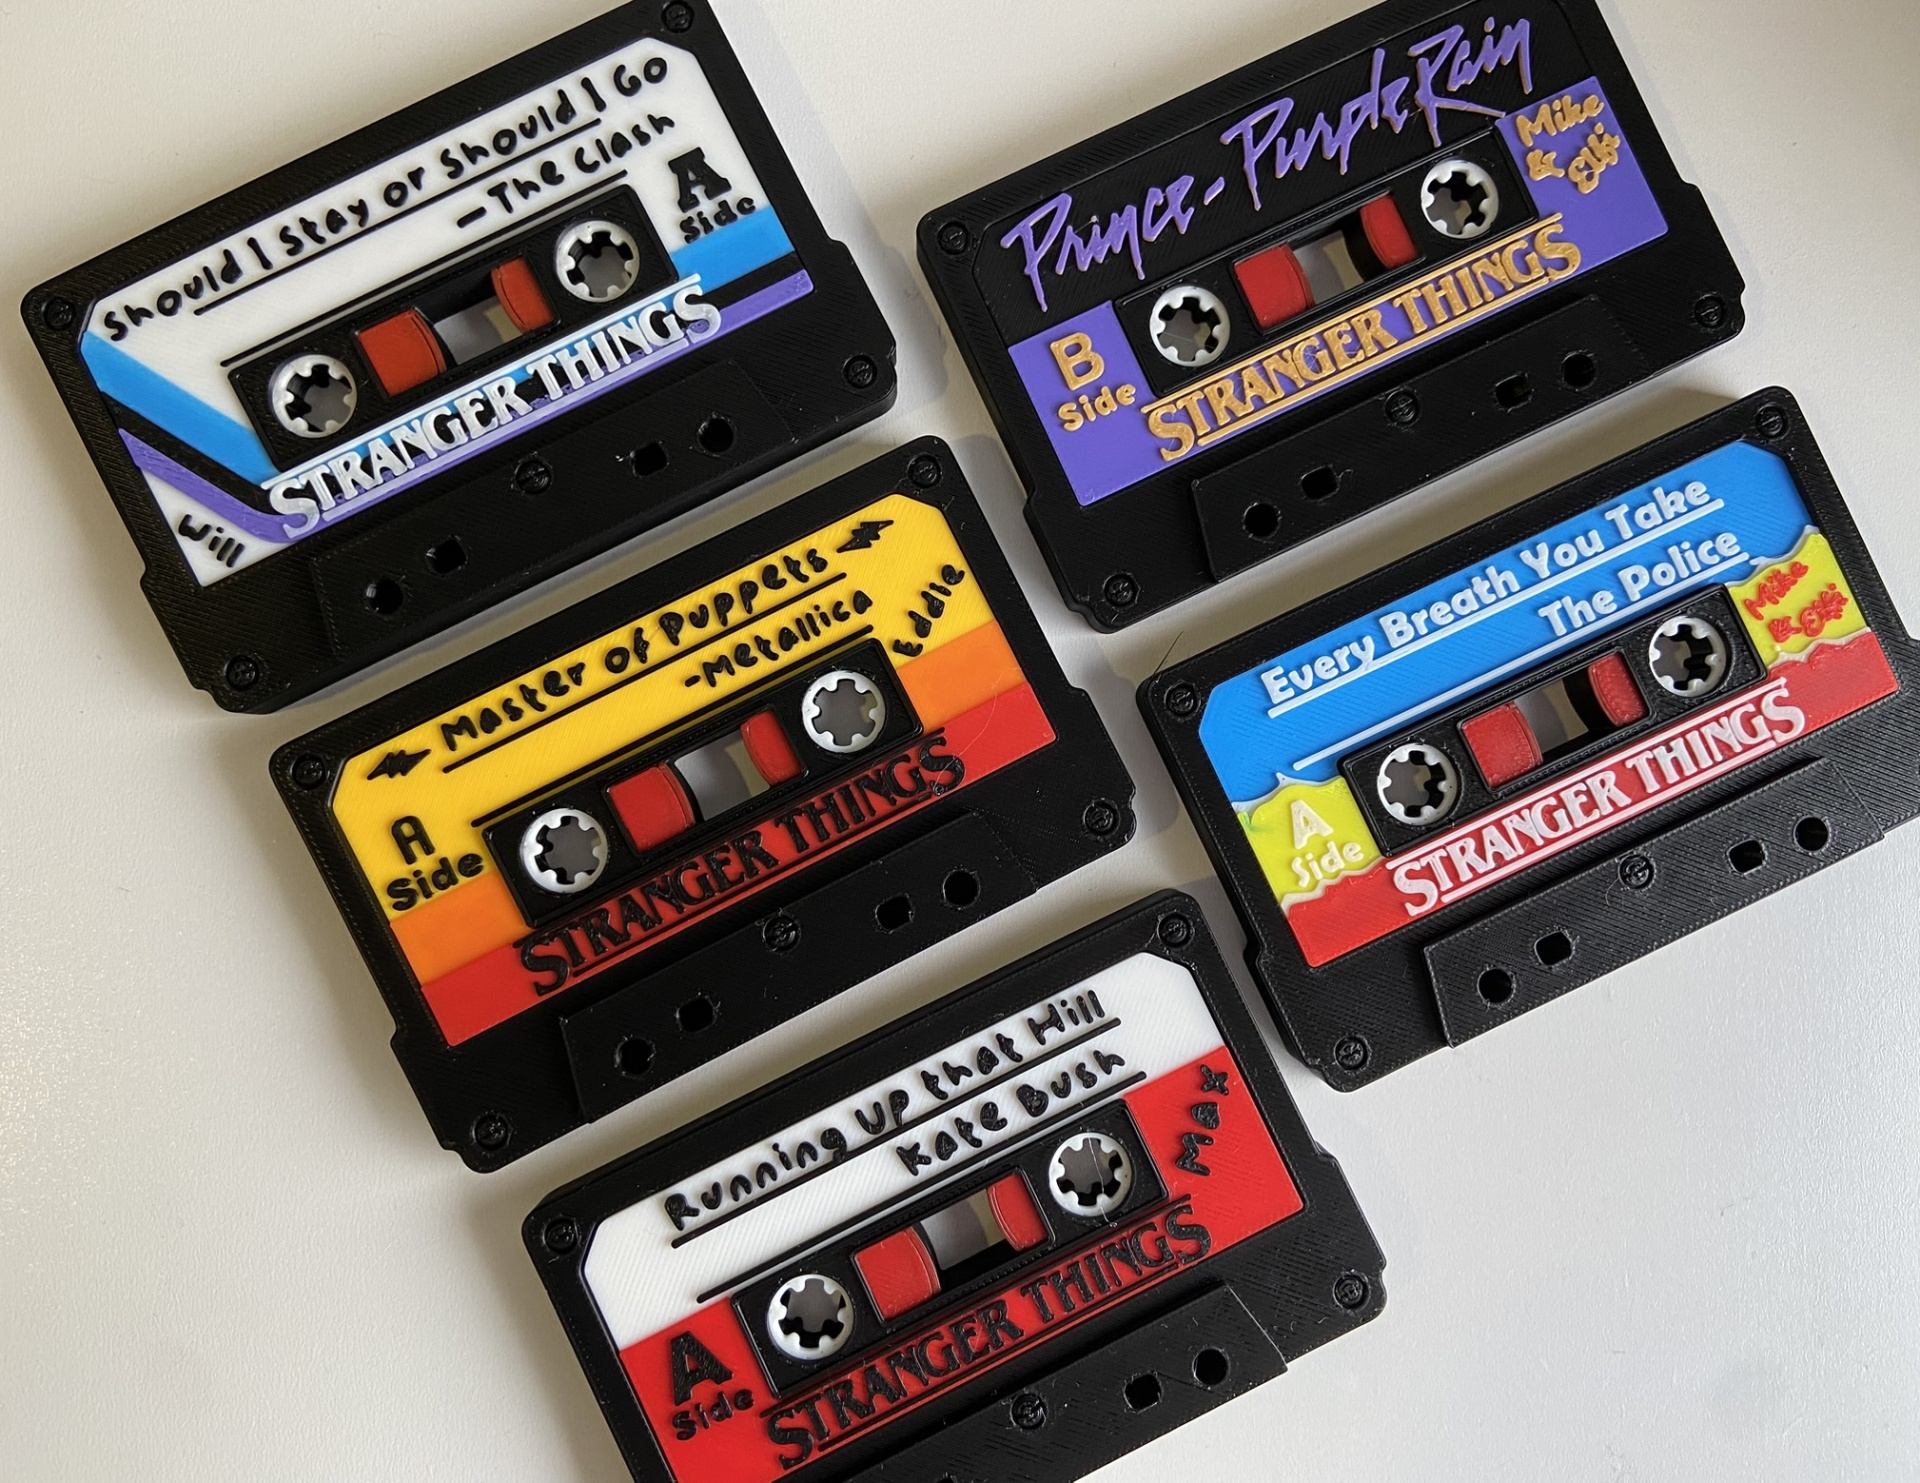 Should I Stay or Should I Go
- The Clash
A
Side
STRANGER THINGS
Will
Prince - Purple Rain
Mike
& Elfi
B
Side
STRANGER THINGS
Master of Puppets
- Metallica
Eddie
A
Side
STRANGER THINGS
Every Breath You Take
The Police
Mike
& Elfi
A
Side
STRANGER THINGS
Running Up that Hill
Kate Bush
Max
A
Side
STRANGER THINGS